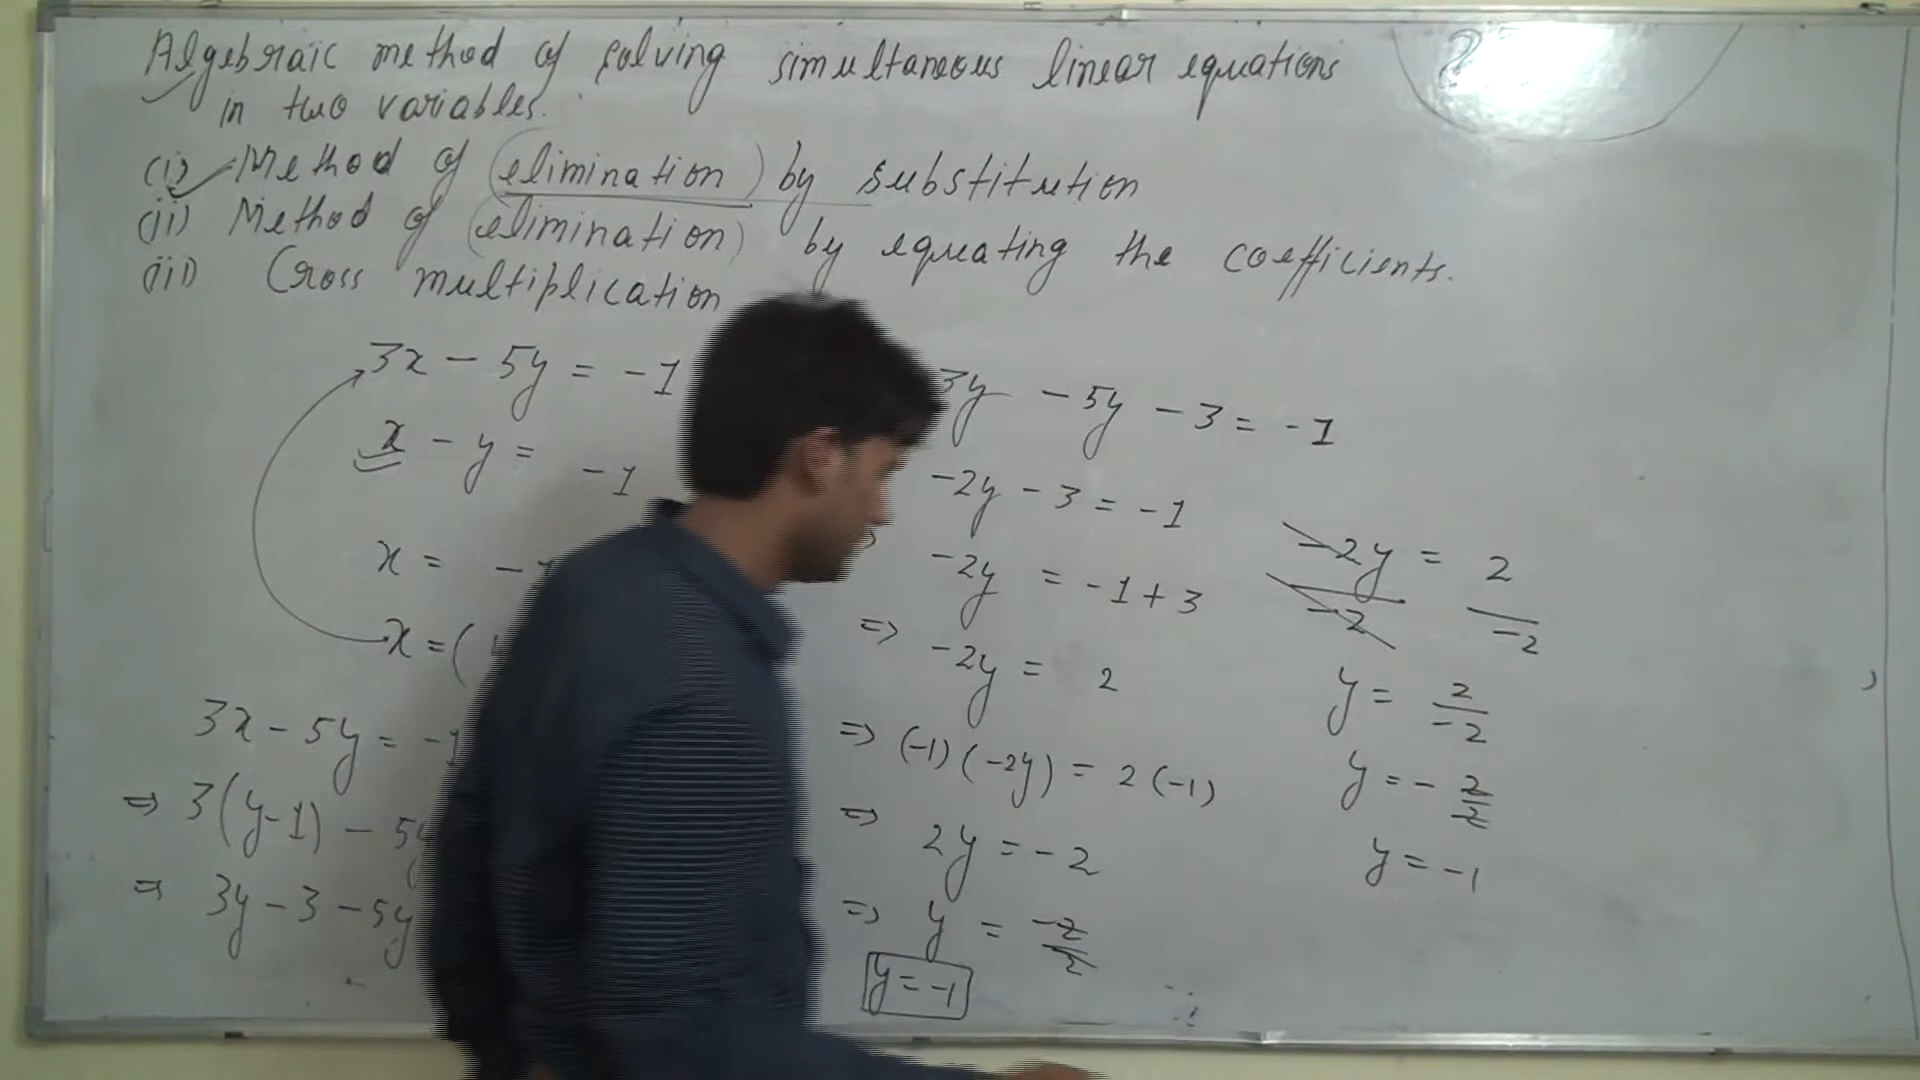 Algebraic method of solving simultaneous linear equations
in two variables.
(i) Method of (elimination) by substitution
(ii) Method of (elimination) by equating the coefficients.
(iii) Cross multiplication
3x - 5y = -1
x - y = -1
x = -1
x = (
3x - 5y = -1
=> 3(y-1) - 5y
=> 3y - 3 - 5y
3y - 5y - 3 = -1
-2y - 3 = -1
-2y = -1 + 3
=> -2y = 2
=> (-1)(-2y) = 2(-1)
=> 2y = -2
=> y = -2/2
y = -1
-2y/-2 = 2/-2
y = 2/-2
y = - 2/2
y = -1